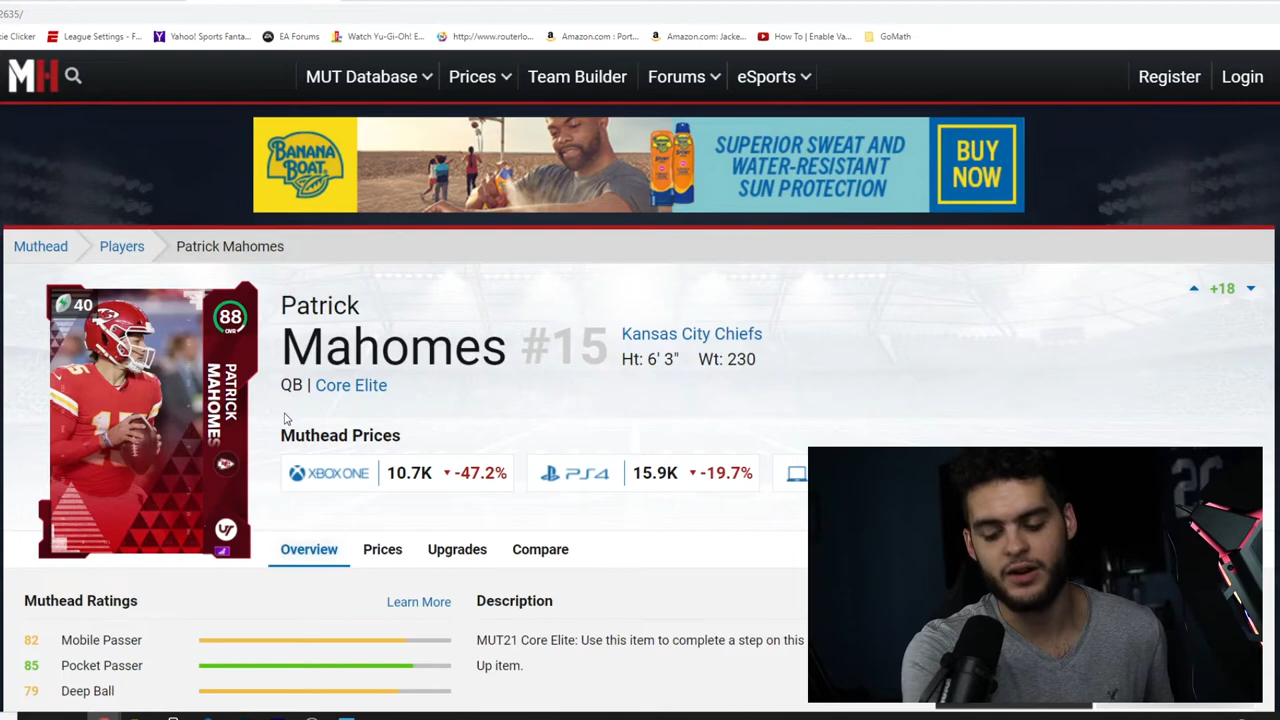 2635/
kie Clicker
League Settings - F...
Yahoo! Sports Fanta...
EA Forums
Watch Yu-Gi-Oh! E...
http://www.routerlo...
Amazon.com : Port...
Amazon.com: Jacke...
How To | Enable Va...
GoMath
MH
MUT Database
Prices
Team Builder
Forums
eSports
Register
Login
BANANA BOAT
SUPERIOR SWEAT AND
WATER-RESISTANT
SUN PROTECTION
BUY
NOW
Muthead
Players
Patrick Mahomes
+18
40
88
OVR
PATRICK
MAHOMES
Patrick
Mahomes #15
Kansas City Chiefs
Ht: 6' 3" Wt: 230
QB | Core Elite
Muthead Prices
XBOX ONE 10.7K -47.2%
PS4 15.9K -19.7%
Overview
Prices
Upgrades
Compare
Muthead Ratings
Learn More
82 Mobile Passer
85 Pocket Passer
79 Deep Ball
Description
MUT21 Core Elite: Use this item to complete a step on this
Up item.